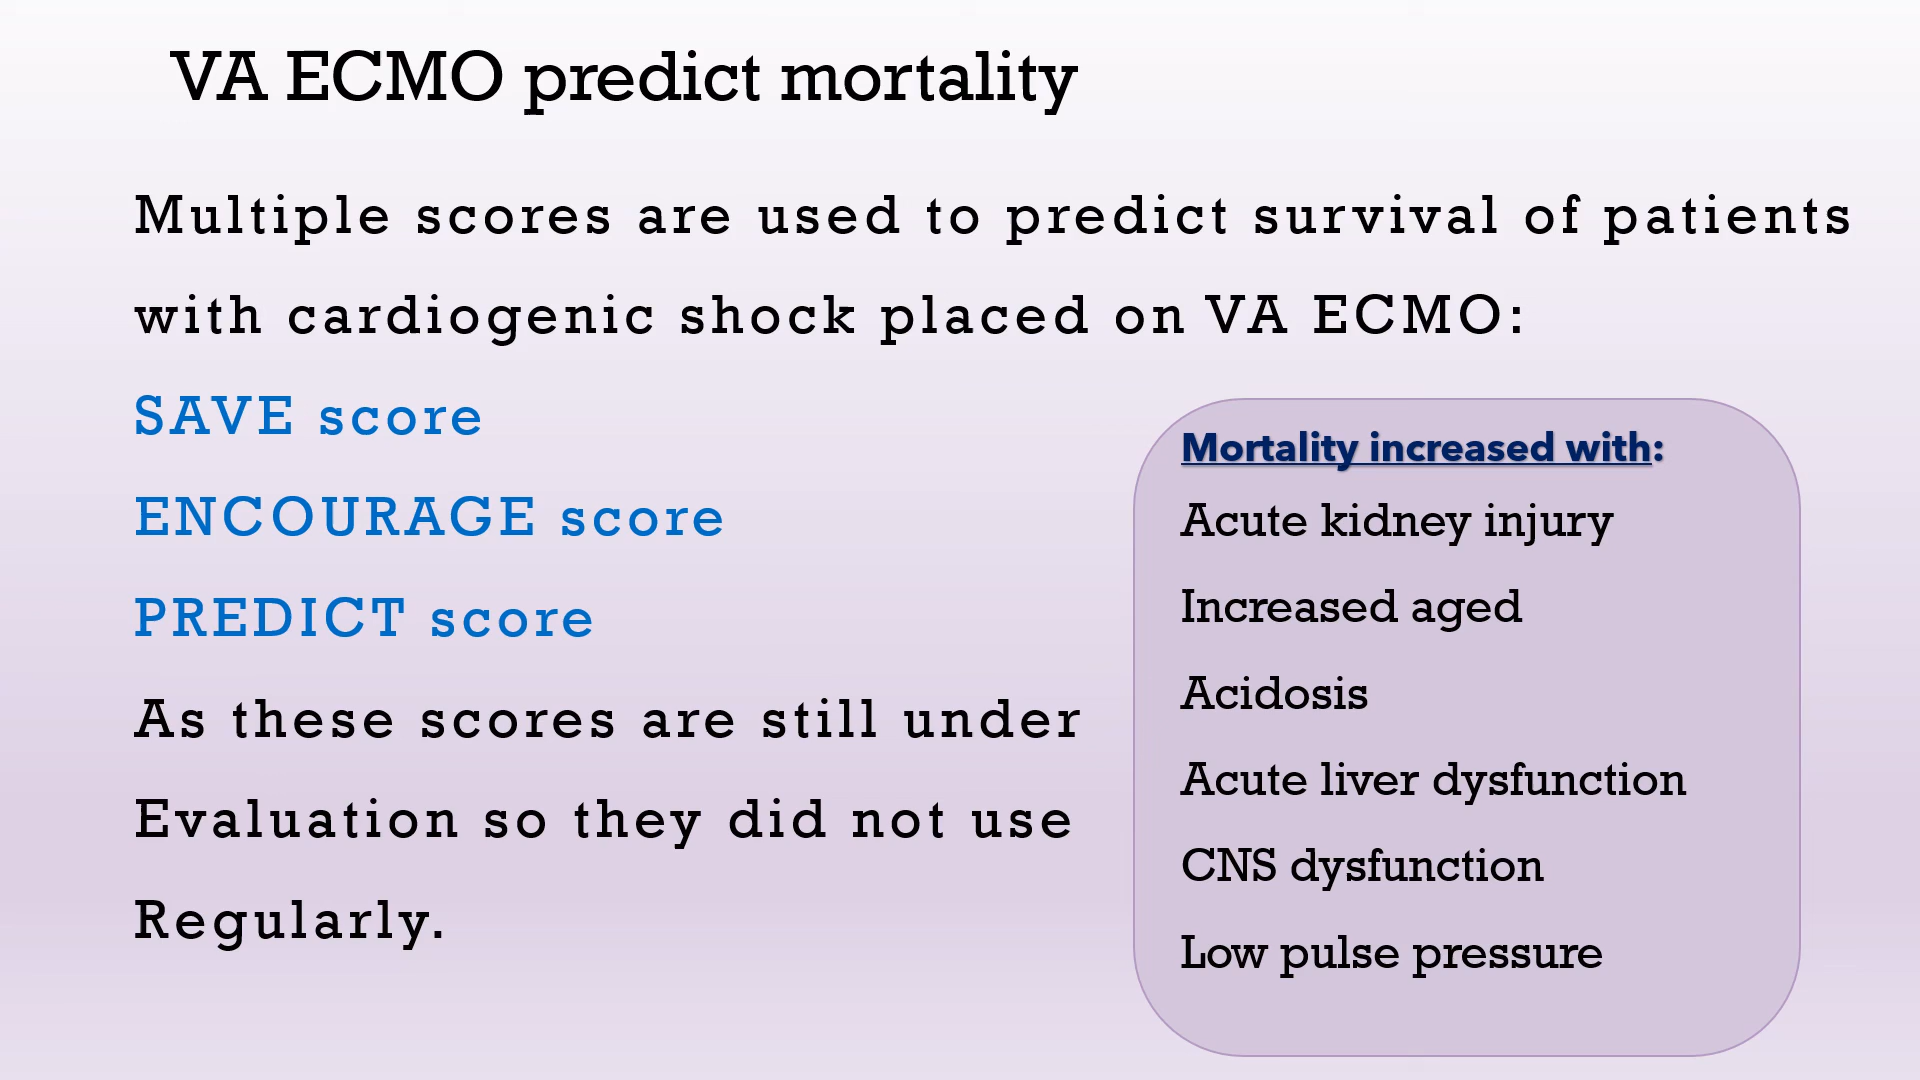 VA ECMO predict mortality
Multiple scores are used to predict survival of patients
with cardiogenic shock placed on VA ECMO:
SAVE score
ENCOURAGE score
PREDICT score
As these scores are still under
Evaluation so they did not use
Regularly.
Mortality increased with:
Acute kidney injury
Increased aged
Acidosis
Acute liver dysfunction
CNS dysfunction
Low pulse pressure